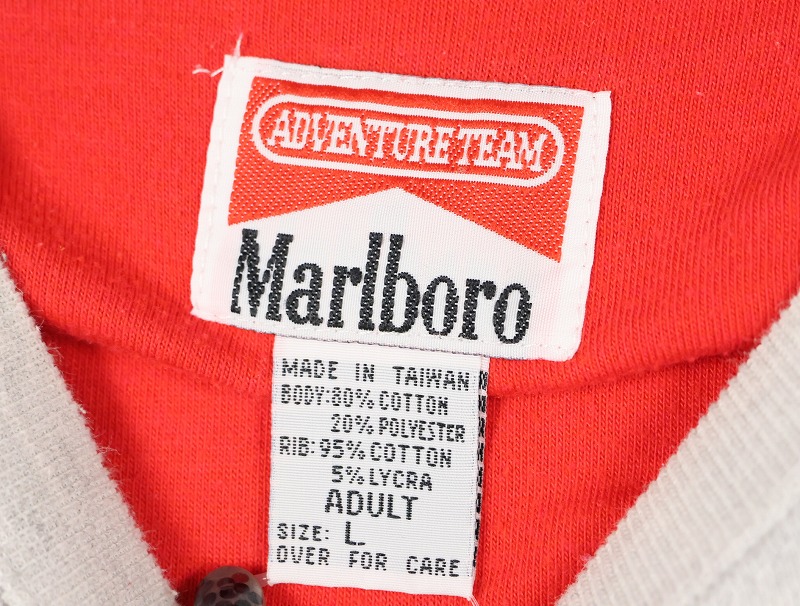 ADVENTURE TEAM
Marlboro
MADE IN TAIWAN
BODY: 80% COTTON
20% POLYESTER
RIB: 95% COTTON
5% LYCRA
ADULT
SIZE: L
OVER FOR CARE